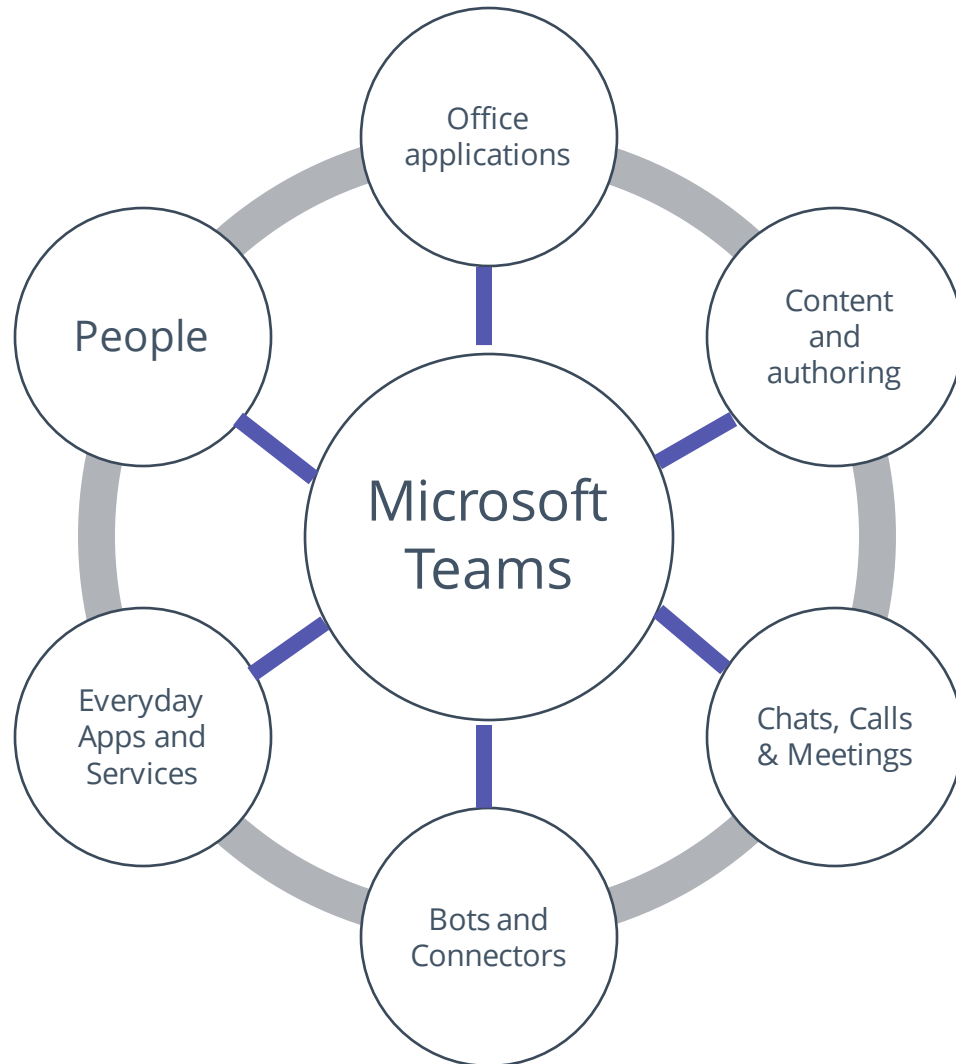 Office
applications
People
Content
and
authoring
Microsoft
Teams
Everyday
Apps and
Services
Chats, Calls
& Meetings
Bots and
Connectors